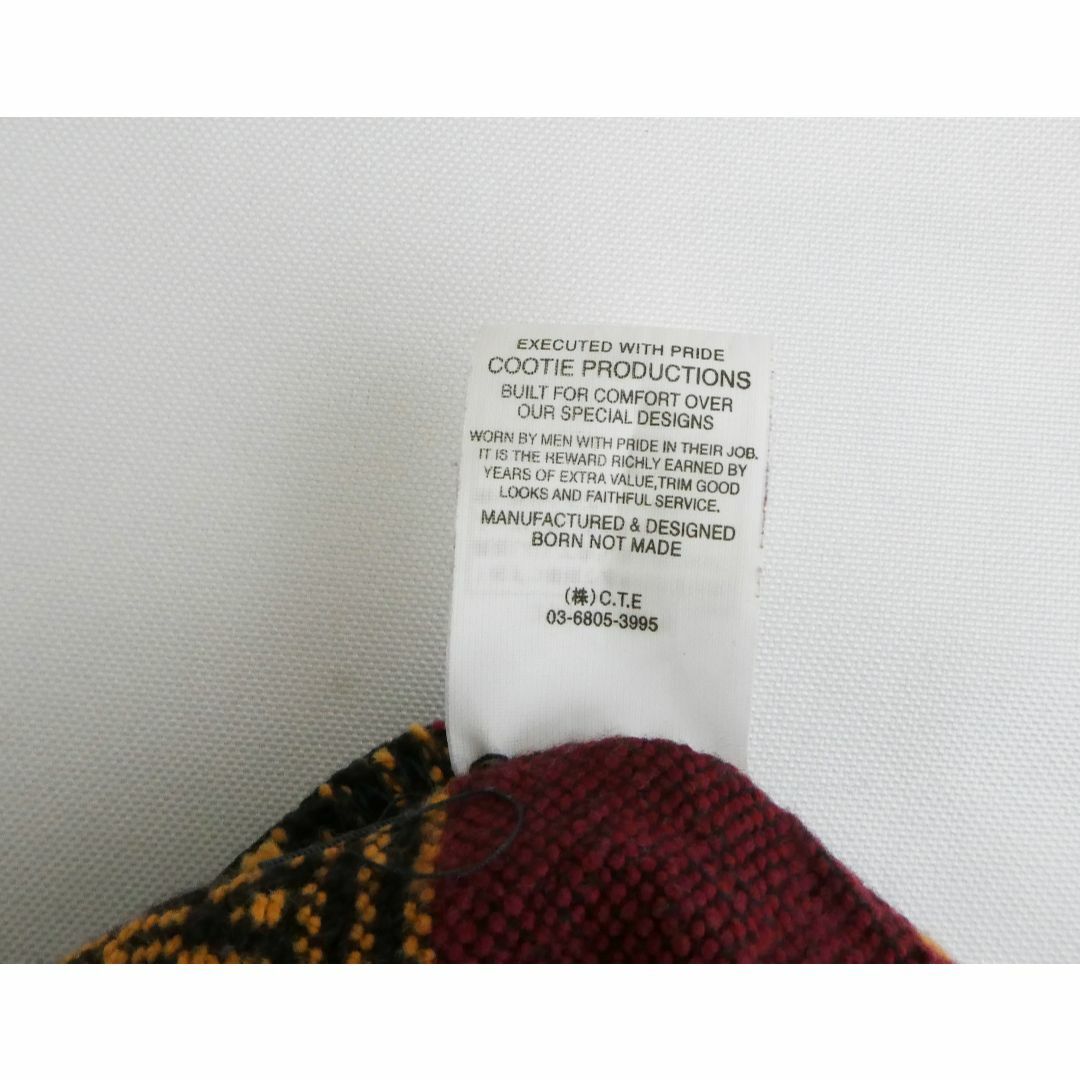 EXECUTED WITH PRIDE
COOTIE PRODUCTIONS
BUILT FOR COMFORT OVER
OUR SPECIAL DESIGNS
WORN BY MEN WITH PRIDE IN THEIR JOB.
IT IS THE REWARD RICHLY EARNED BY
YEARS OF EXTRA VALUE,TRIM GOOD
LOOKS AND FAITHFUL SERVICE.
MANUFACTURED & DESIGNED
BORN NOT MADE
(株)C.T.E
03-6805-3995